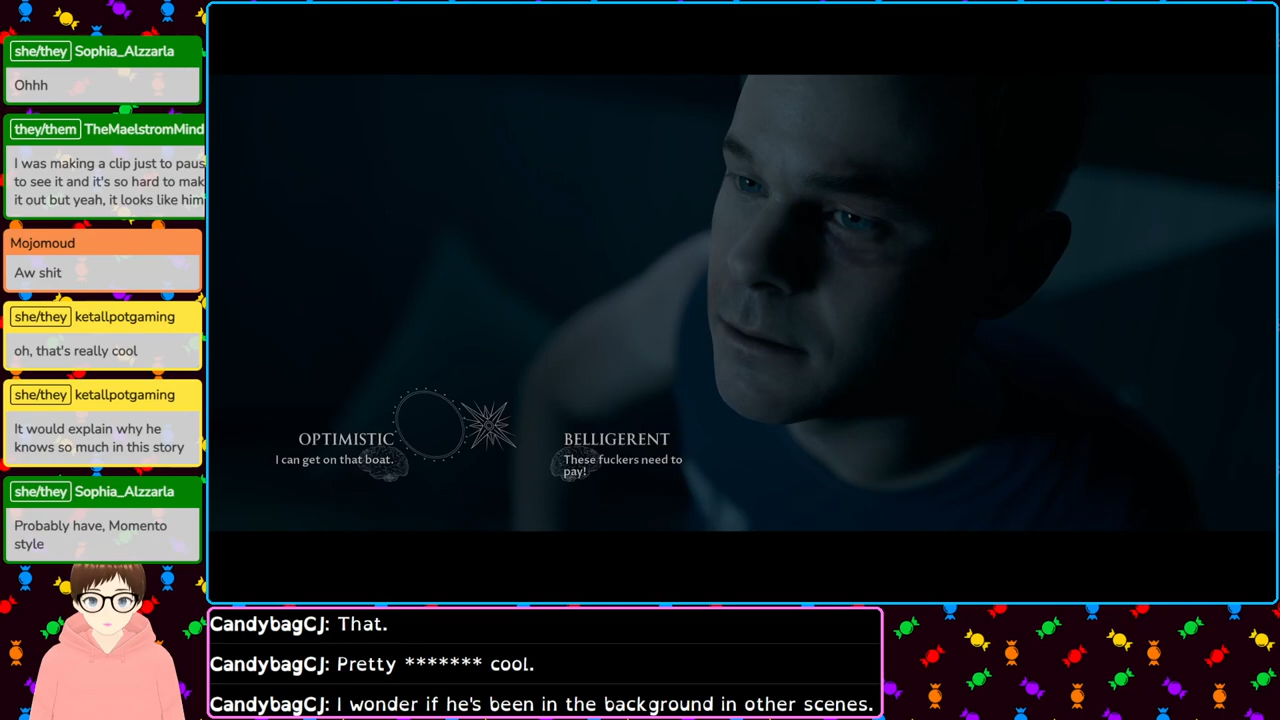 she/they Sophia_Alzzarla
Ohhh
they/them TheMaelstromMind
I was making a clip just to paus
to see it and it's so hard to mak
it out but yeah, it looks like him
Mojomoud
Aw shit
she/they ketallpotgaming
oh, that's really cool
she/they ketallpotgaming
It would explain why he
knows so much in this story
she/they Sophia_Alzzarla
Probably have, Momento
style
OPTIMISTIC
I can get on that boat.
BELLIGERENT
These fuckers need to
pay!
CandybagCJ: That.
CandybagCJ: Pretty ******* cool.
CandybagCJ: I wonder if he's been in the background in other scenes.